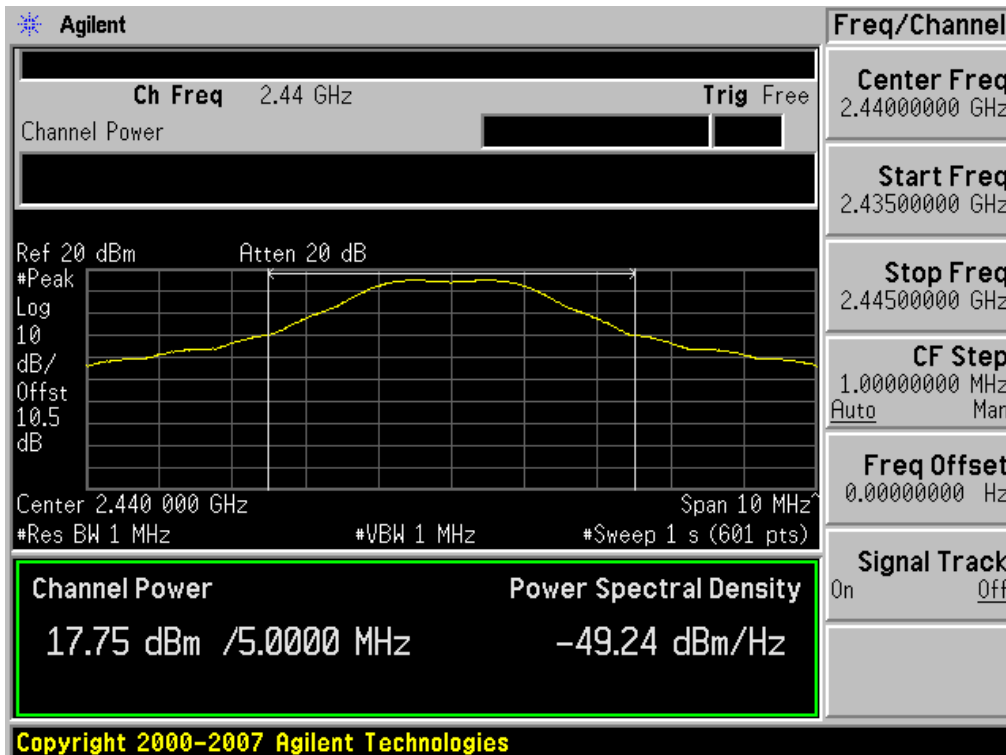 Agilent
Freq/Channel
Ch Freq 2.44 GHz Trig Free
Channel Power
Ref 20 dBm Atten 20 dB
#Peak
Log
10
dB/
Offst
10.5
dB
Center 2.440 000 GHz Span 10 MHz^
#Res BW 1 MHz #VBW 1 MHz #Sweep 1 s (601 pts)
Channel Power Power Spectral Density
17.75 dBm /5.0000 MHz -49.24 dBm/Hz
Center Freq
2.44000000 GHz
Start Freq
2.43500000 GHz
Stop Freq
2.44500000 GHz
CF Step
1.00000000 MHz
Auto Man
Freq Offset
0.00000000 Hz
Signal Track
On Off
Copyright 2000-2007 Agilent Technologies